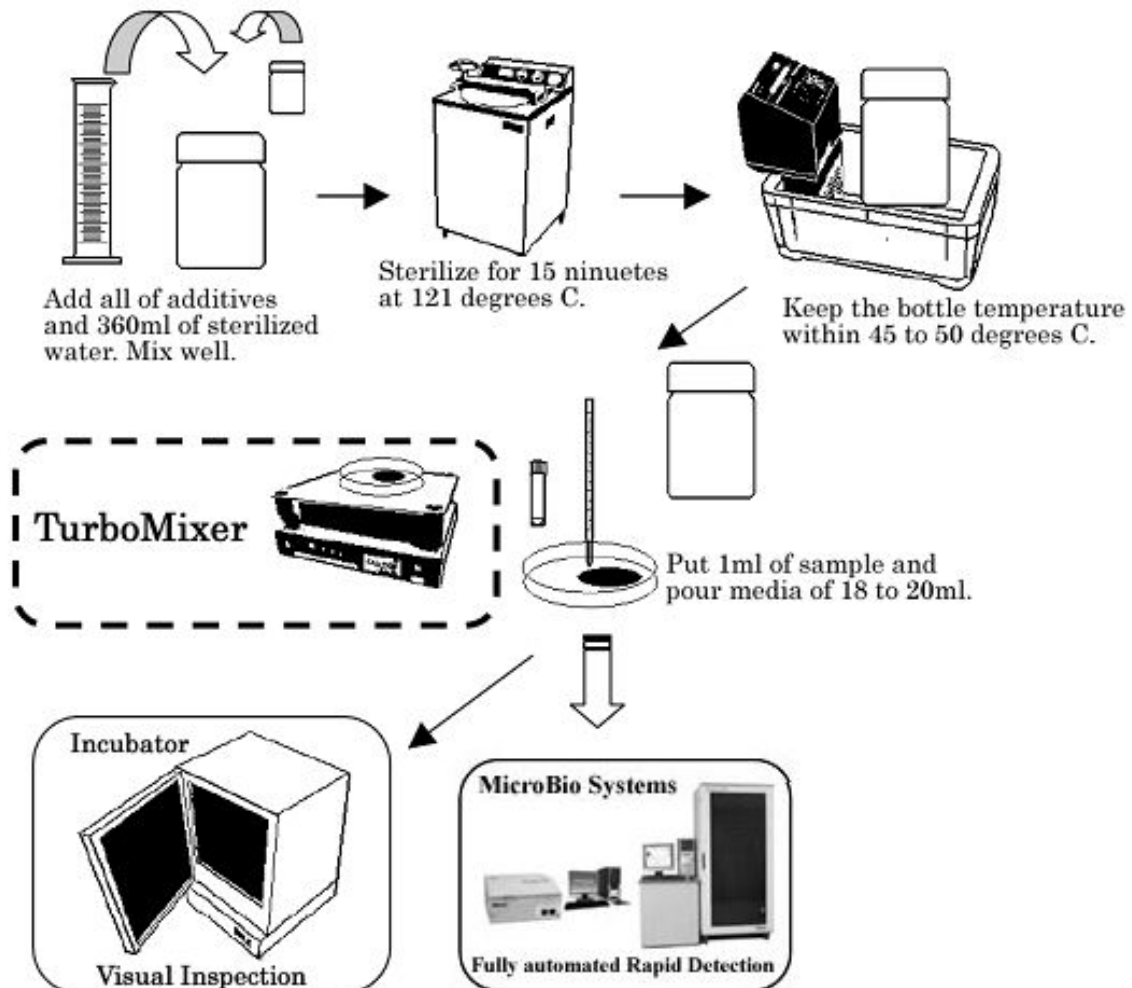 Add all of additives
and 360ml of sterilized
water. Mix well.
Sterilize for 15 ninuetes
at 121 degrees C.
Keep the bottle temperature
within 45 to 50 degrees C.
TurboMixer
Put 1ml of sample and
pour media of 18 to 20ml.
Incubator
Visual Inspection
MicroBio Systems
Fully automated Rapid Detection